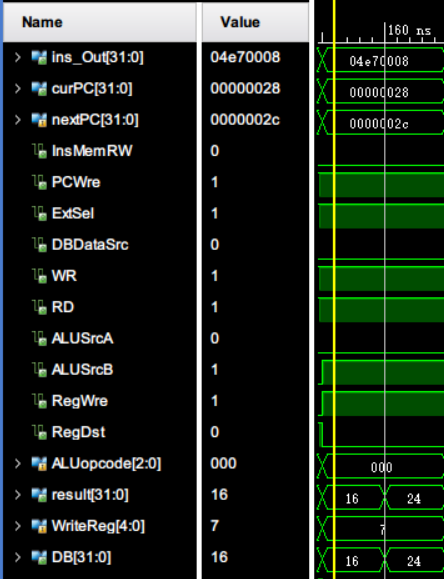 Name Value 160 ns
ins_Out[31:0] 04e70008 04e70008
curPC[31:0] 00000028 00000028
nextPC[31:0] 0000002c 0000002c
InsMemRW 0
PCWre 1
ExtSel 1
DBDataSrc 0
WR 1
RD 1
ALUSrcA 0
ALUSrcB 1
RegWre 1
RegDst 0
ALUopcode[2:0] 000 000
result[31:0] 16 16 24
WriteReg[4:0] 7 7
DB[31:0] 16 16 24